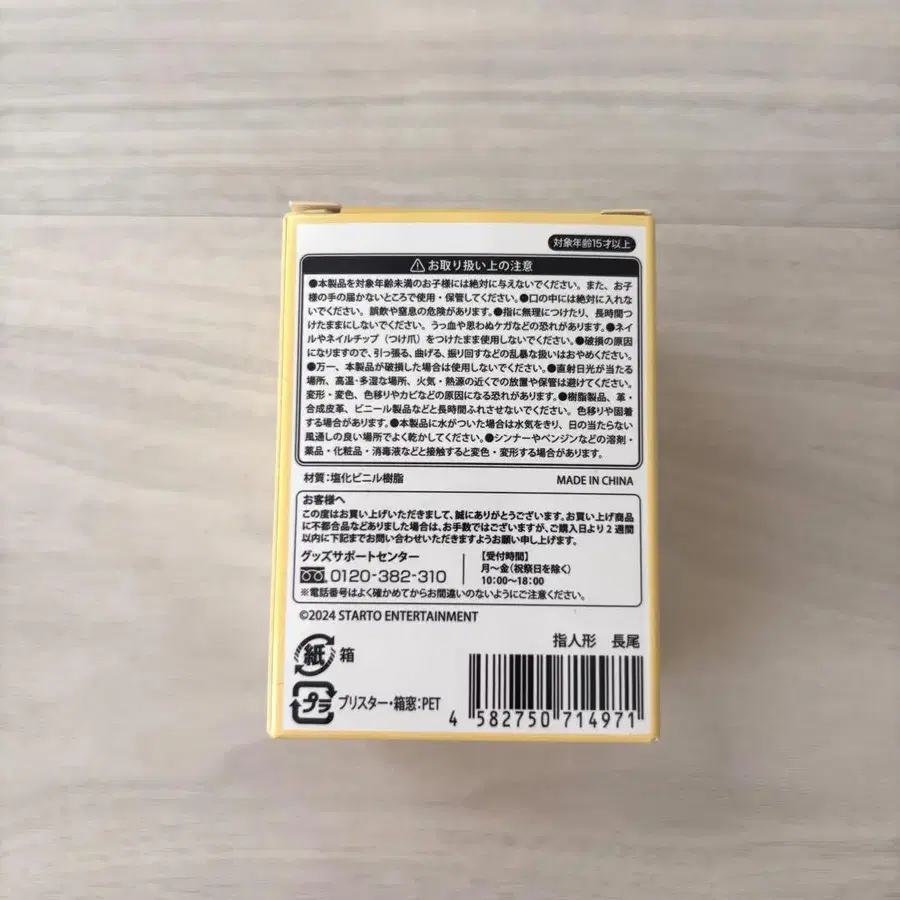 対象年齢15才以上
お取り扱い上の注意
●本製品を対象年齢未満のお子様には絶対に与えないでください。また、お子
様の手の届かないところで使用・保管してください。●口の中には絶対に入れな
いでください。誤飲や窒息の危険があります。●指に無理につけたり、長時間つ
けたままにしないでください。うっ血や思わぬケガなどの恐れがあります。●ネイ
ルやネイルチップ（つけ爪）をつけたまま使用しないでください。●破損の原因
になりますので、引っ張る、曲げる、振り回すなどの乱暴な扱いはおやめください。
●万一、本製品が破損した場合は使用しないでください。●直射日光が当たる
場所、高温・多湿な場所、火気・熱源の近くでの放置や保管は避けてください。
変形・変色、色移りやカビなどの原因になる恐れがあります。●樹脂製品、革・
合成皮革、ビニール製品などと長時間ふれさせないでください。色移りや固着
する場合があります。●本製品に水がついた場合は水気をきり、日の当たらない
風通しの良い場所でよく乾かしてください。●シンナーやベンジンなどの溶剤・
薬品・化粧品・消毒液などと接触すると変色・変形する場合があります。
材質：塩化ビニル樹脂 MADE IN CHINA
お客様へ
この度はお買い上げいただきまして、誠にありがとうございます。お買い上げ商品
に不都合品などありました場合は、お手数ではございますが、ご購入日より2週間
以内に下記までお問い合わせいただきますようお願い申し上げます。
グッズサポートセンター
0120-382-310
【受付時間】
月～金(祝祭日を除く)
10:00～18:00
※電話番号はよく確かめてからお間違いのないようにご注意ください。
©2024 STARTO ENTERTAINMENT
指人形 長尾
紙 箱
プラ ブリスター・箱窓：PET
4 582750 714971